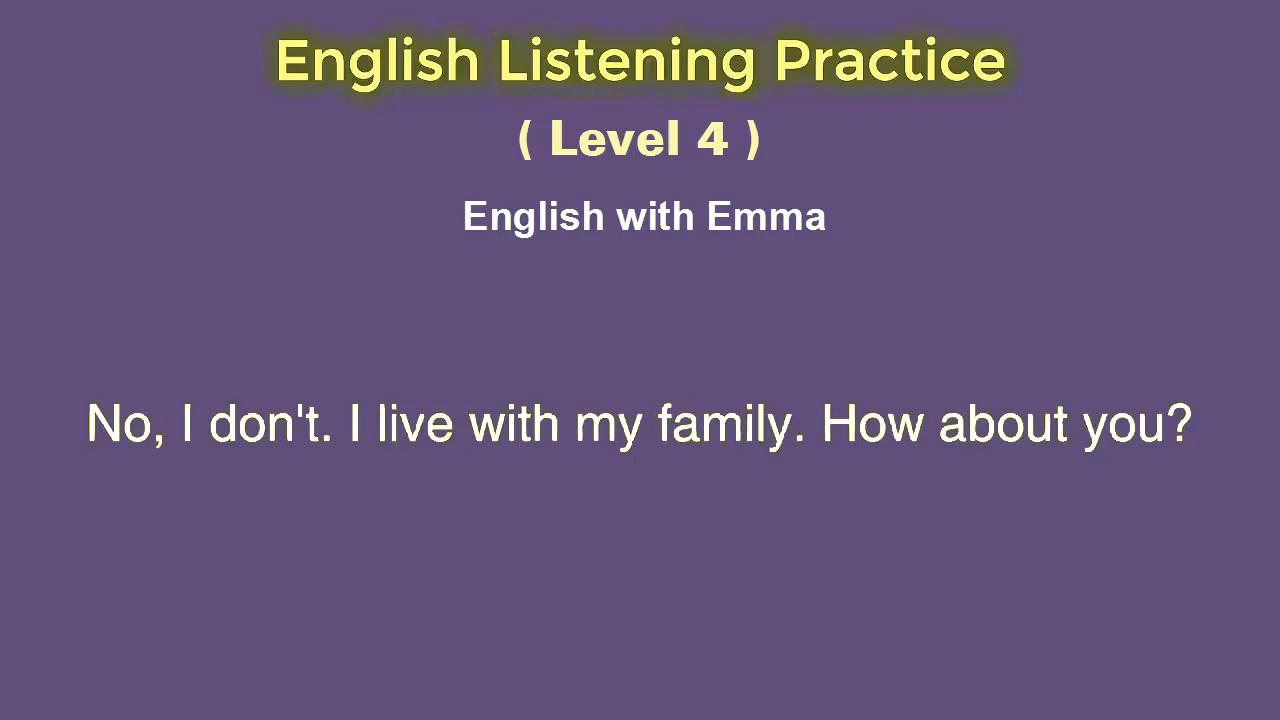 English Listening Practice
( Level 4 )
English with Emma
No, I don't. I live with my family. How about you?